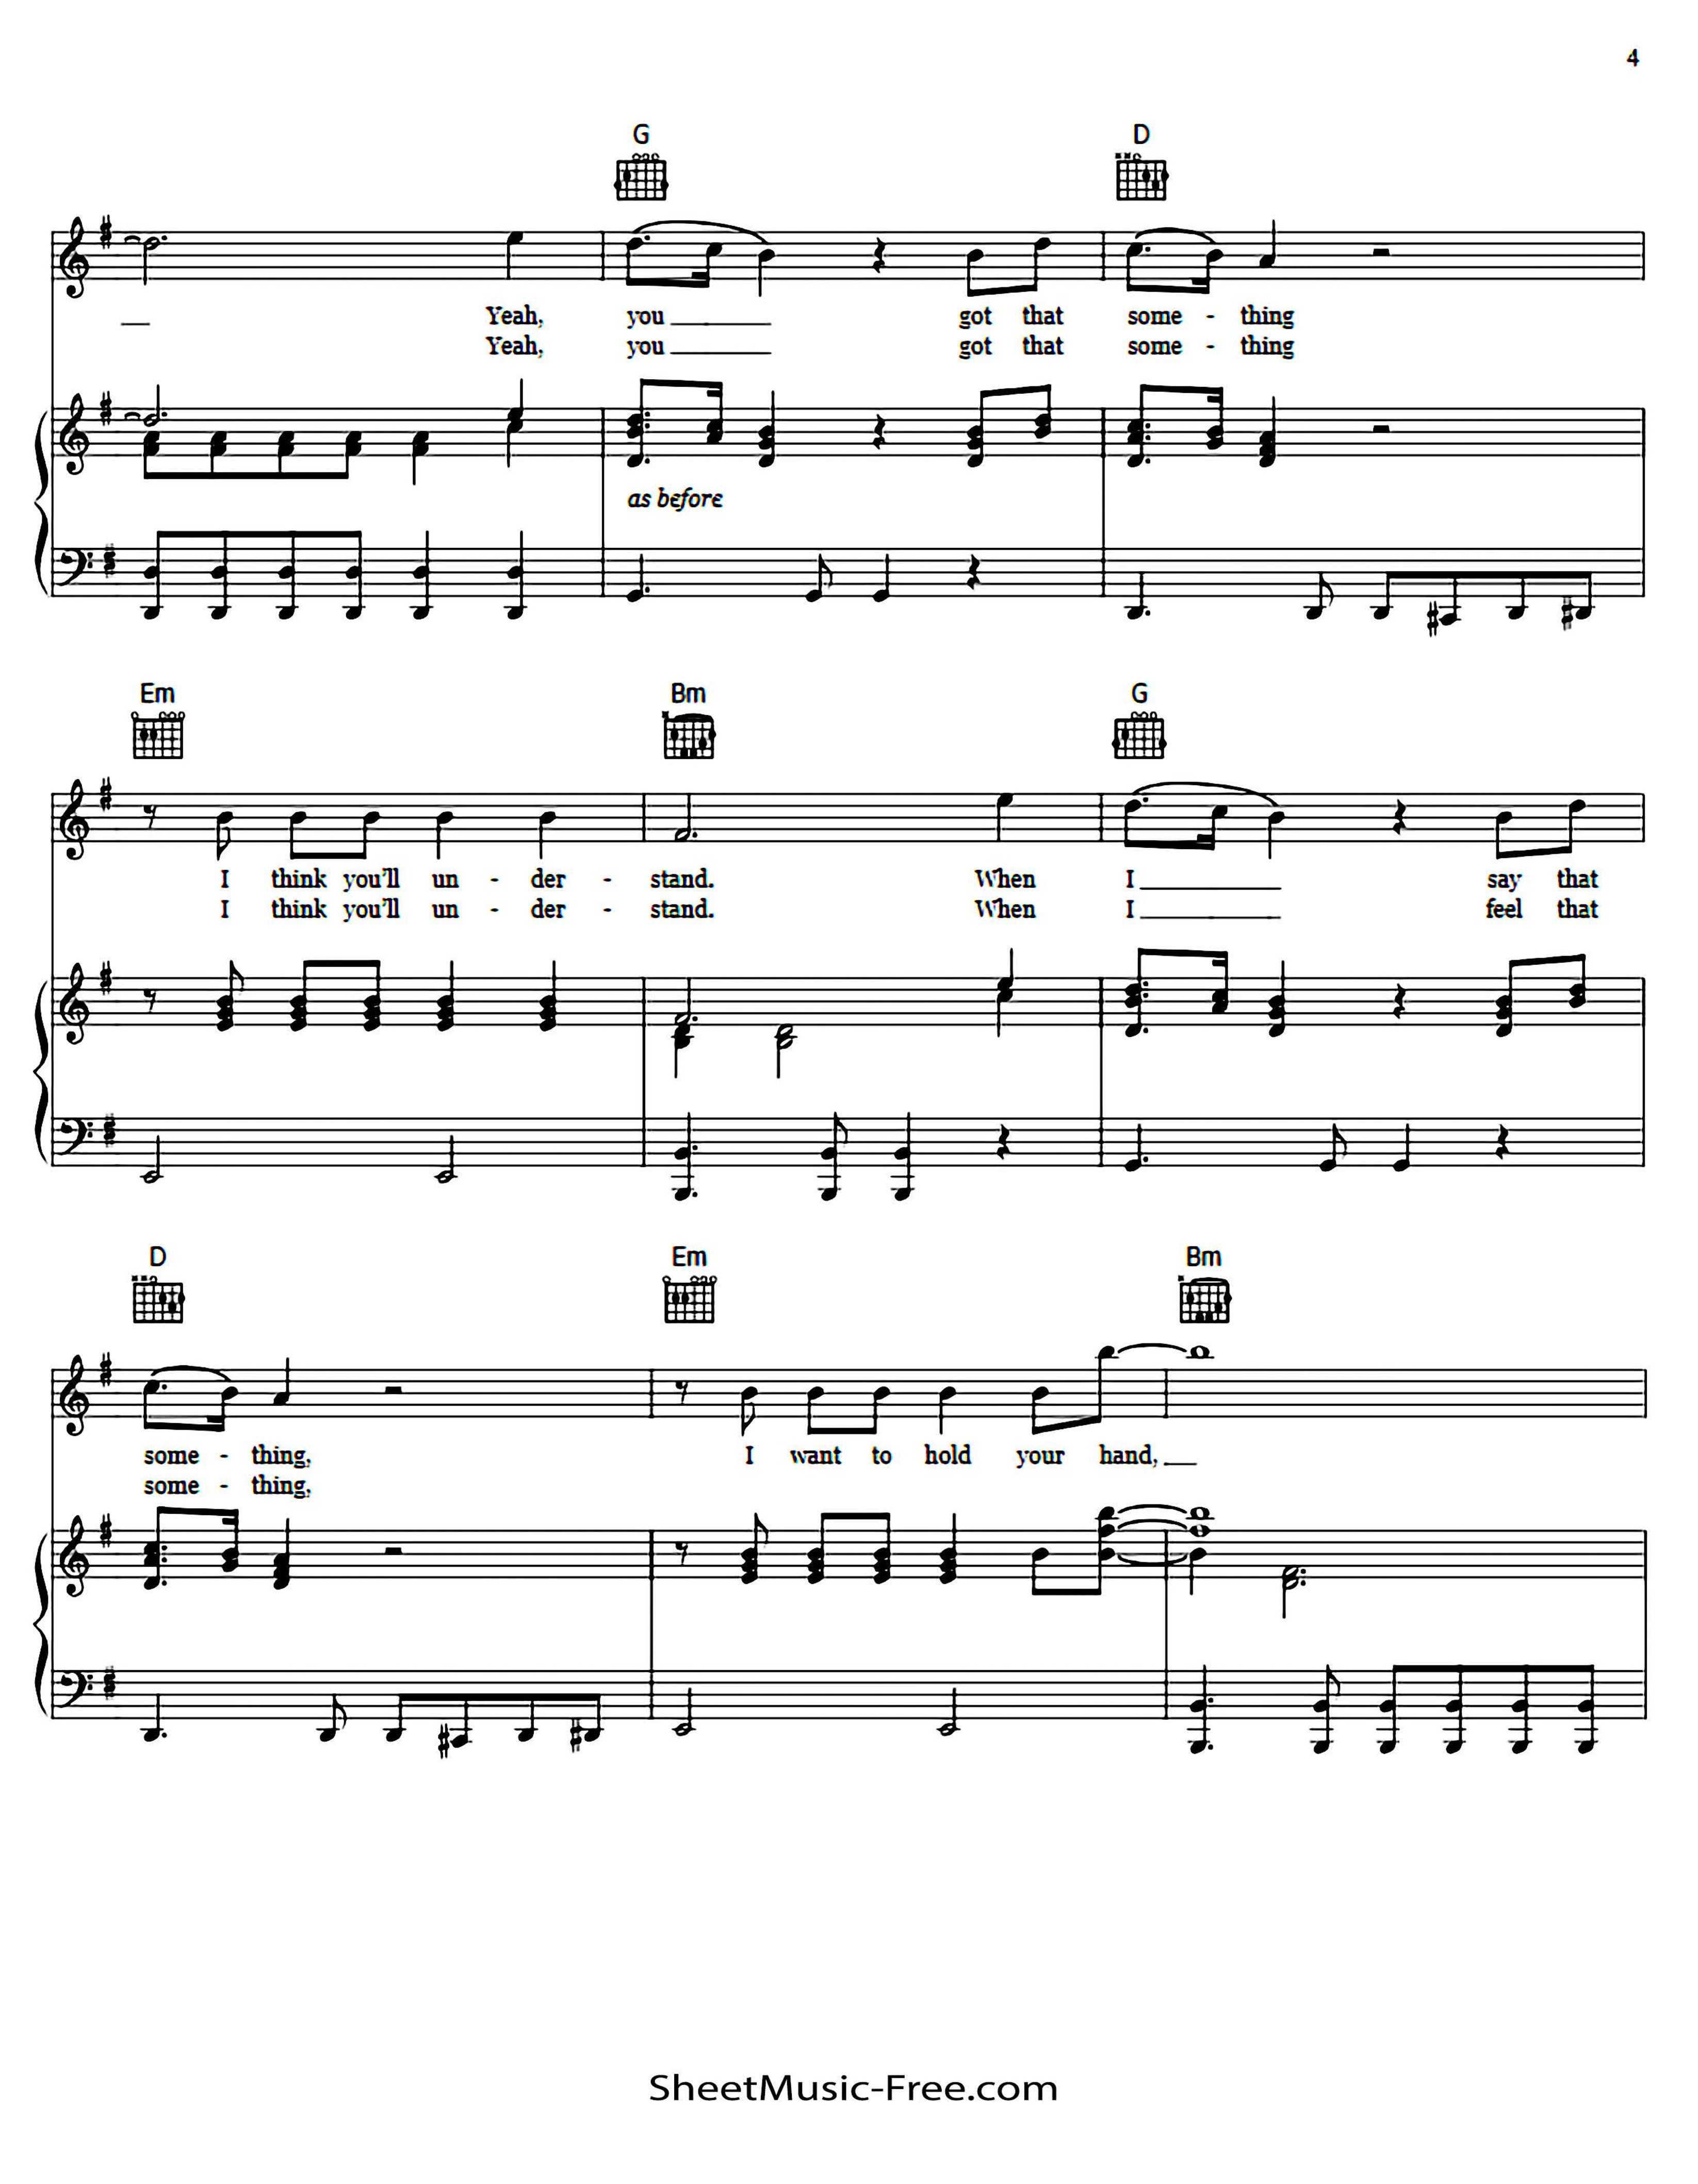 4
G D
Yeah, you got that some - thing
Yeah, you got that some - thing
as before
Em Bm G
I think you'll un - der - stand. When I say that
I think you'll un - der - stand. When I feel that
D Em Bm
some - thing, I want to hold your hand,
some - thing,
SheetMusic-Free.com